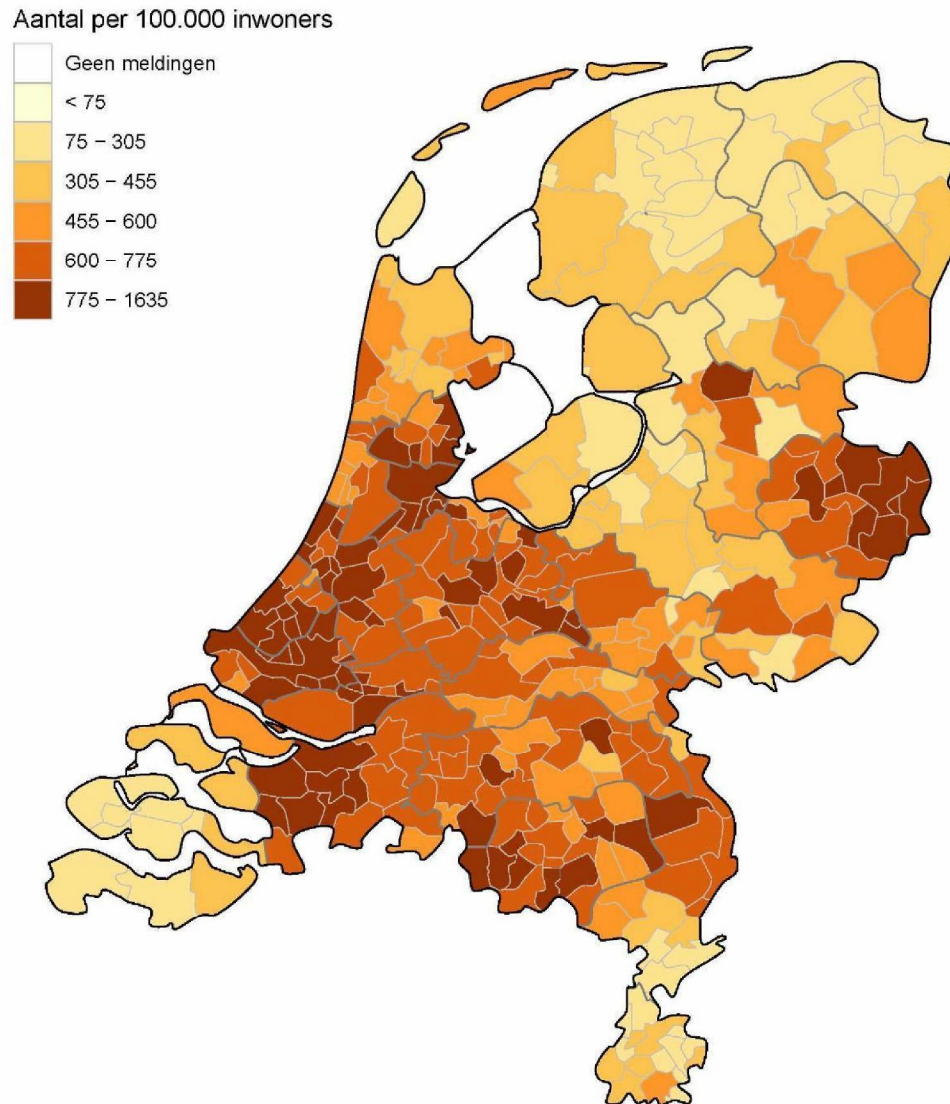 Aantal per 100.000 inwoners
Geen meldingen
< 75
75 – 305
305 – 455
455 – 600
600 – 775
775 – 1635